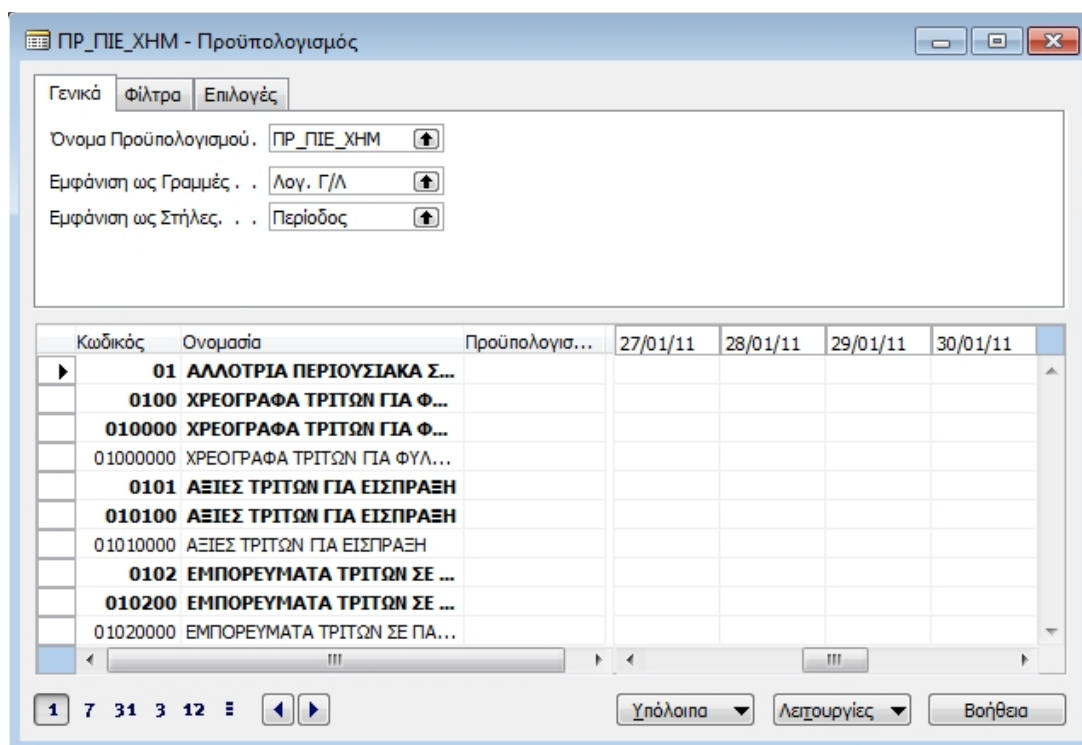 ΠΡ_ΠΙΕ_ΧΗΜ - Προϋπολογισμός
Γενικά Φίλτρα Επιλογές
Όνομα Προϋπολογισμού. ΠΡ_ΠΙΕ_ΧΗΜ
Εμφάνιση ως Γραμμές . . Λογ. Γ/Λ
Εμφάνιση ως Στήλες. . . Περίοδος
Κωδικός Ονομασία Προϋπολογισ... 27/01/11 28/01/11 29/01/11 30/01/11
01 ΑΛΛΟΤΡΙΑ ΠΕΡΙΟΥΣΙΑΚΑ Σ...
0100 ΧΡΕΟΓΡΑΦΑ ΤΡΙΤΩΝ ΓΙΑ Φ...
010000 ΧΡΕΟΓΡΑΦΑ ΤΡΙΤΩΝ ΓΙΑ Φ...
01000000 ΧΡΕΟΓΡΑΦΑ ΤΡΙΤΩΝ ΓΙΑ ΦΥΛ...
0101 ΑΞΙΕΣ ΤΡΙΤΩΝ ΓΙΑ ΕΙΣΠΡΑΞΗ
010100 ΑΞΙΕΣ ΤΡΙΤΩΝ ΓΙΑ ΕΙΣΠΡΑΞΗ
01010000 ΑΞΙΕΣ ΤΡΙΤΩΝ ΓΙΑ ΕΙΣΠΡΑΞΗ
0102 ΕΜΠΟΡΕΥΜΑΤΑ ΤΡΙΤΩΝ ΣΕ ...
010200 ΕΜΠΟΡΕΥΜΑΤΑ ΤΡΙΤΩΝ ΣΕ ...
01020000 ΕΜΠΟΡΕΥΜΑΤΑ ΤΡΙΤΩΝ ΣΕ ΠΑ...
1 7 31 3 12 Υπόλοιπα Λειτουργίες Βοήθεια